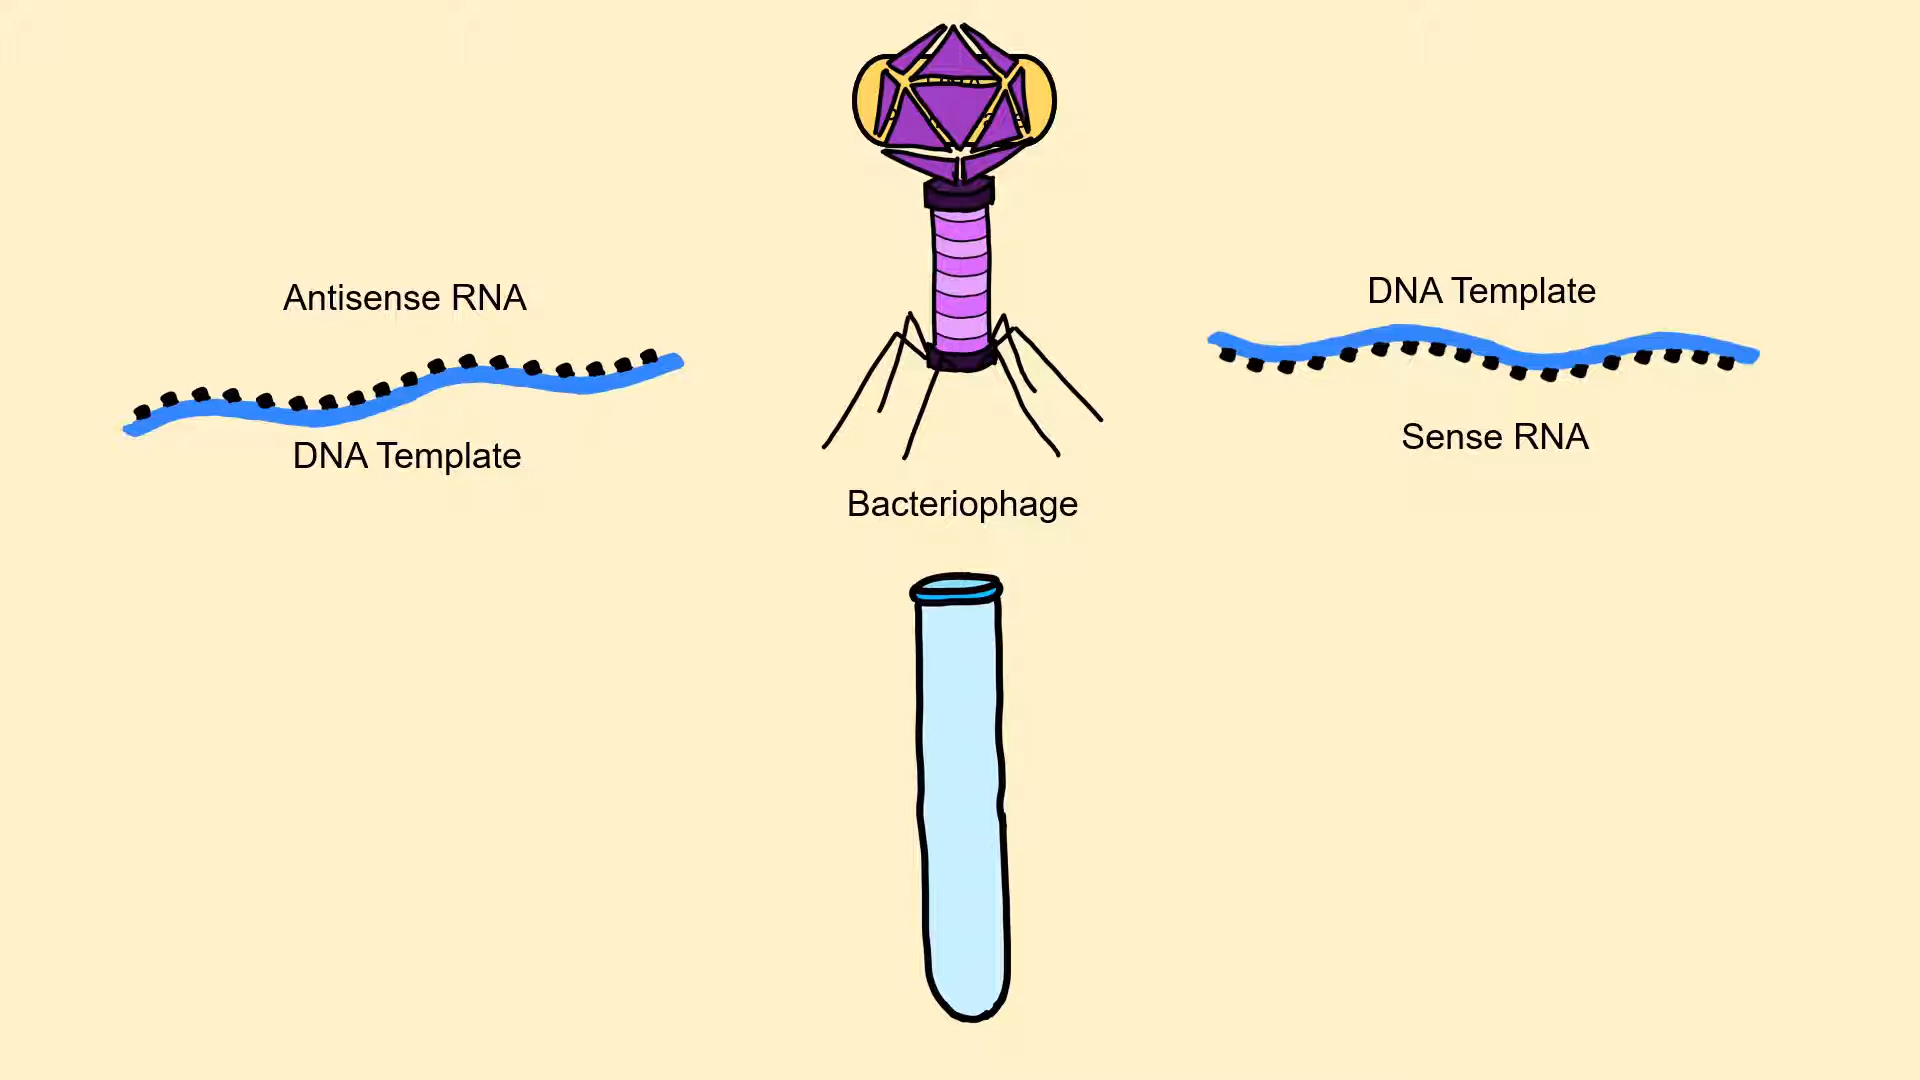 Antisense RNA
DNA Template
Bacteriophage
DNA Template
Sense RNA